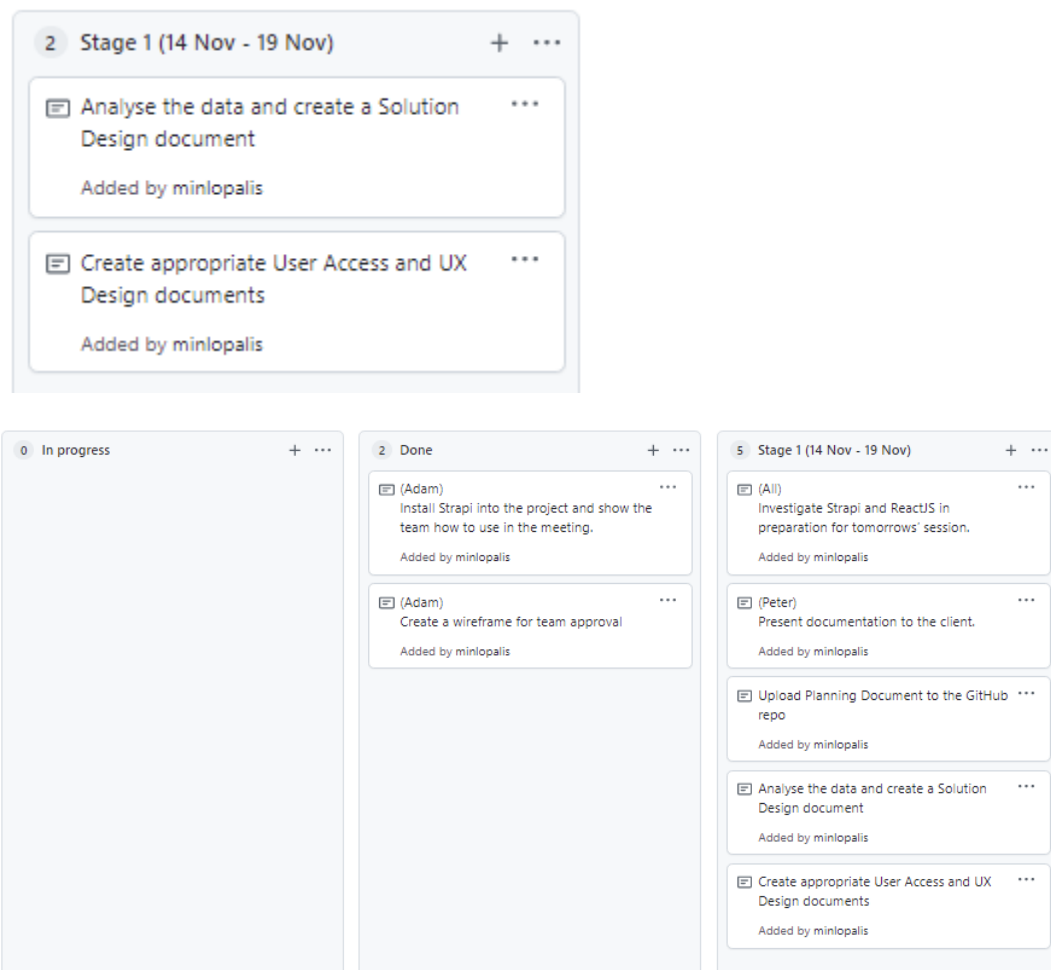 2 Stage 1 (14 Nov - 19 Nov)
Analyse the data and create a Solution
Design document
Added by minlopalis
Create appropriate User Access and UX
Design documents
Added by minlopalis
0 In progress
2 Done
(Adam)
Install Strapi into the project and show the
team how to use in the meeting.
Added by minlopalis
(Adam)
Create a wireframe for team approval
Added by minlopalis
5 Stage 1 (14 Nov - 19 Nov)
(All)
Investigate Strapi and ReactJS in
preparation for tomorrows' session.
Added by minlopalis
(Peter)
Present documentation to the client.
Added by minlopalis
Upload Planning Document to the GitHub
repo
Added by minlopalis
Analyse the data and create a Solution
Design document
Added by minlopalis
Create appropriate User Access and UX
Design documents
Added by minlopalis